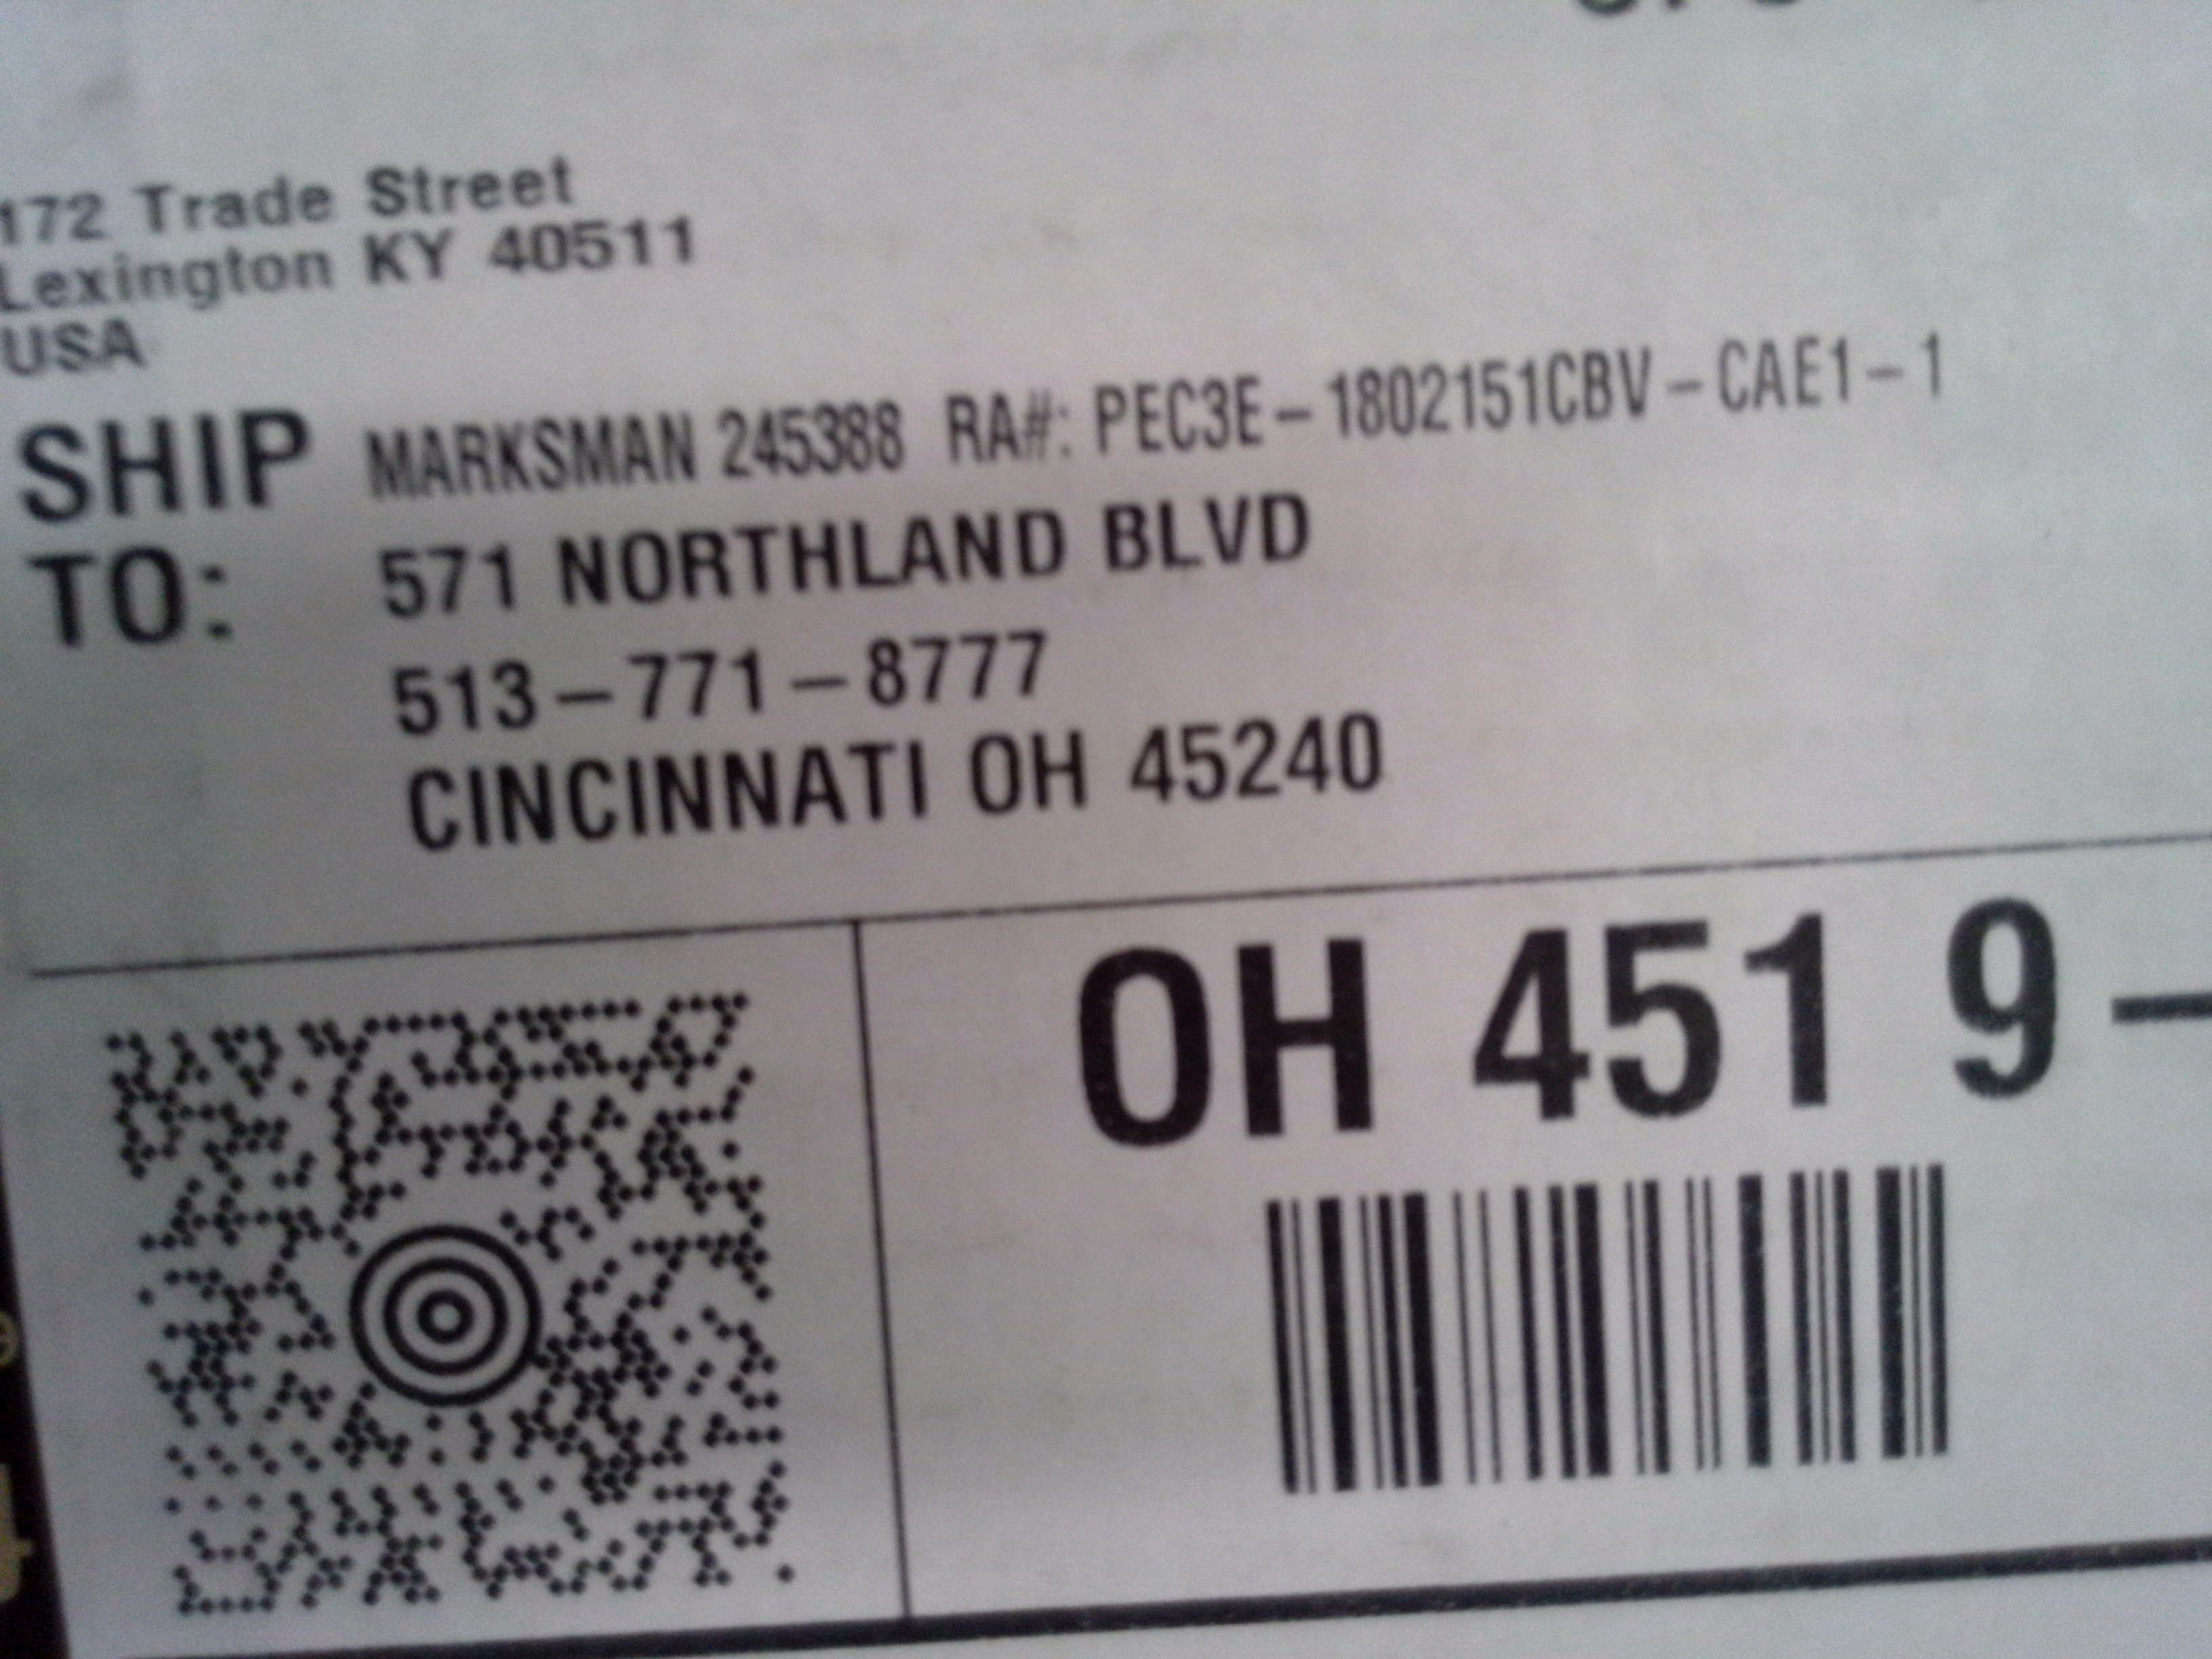 172 Trade Street
Lexington KY 40511
USA
SHIP TO:
MARKSMAN 245388 RA#: PEC3E-1802151CBV-CAE1-1
571 NORTHLAND BLVD
513-771-8777
CINCINNATI OH 45240
OH 451 9-